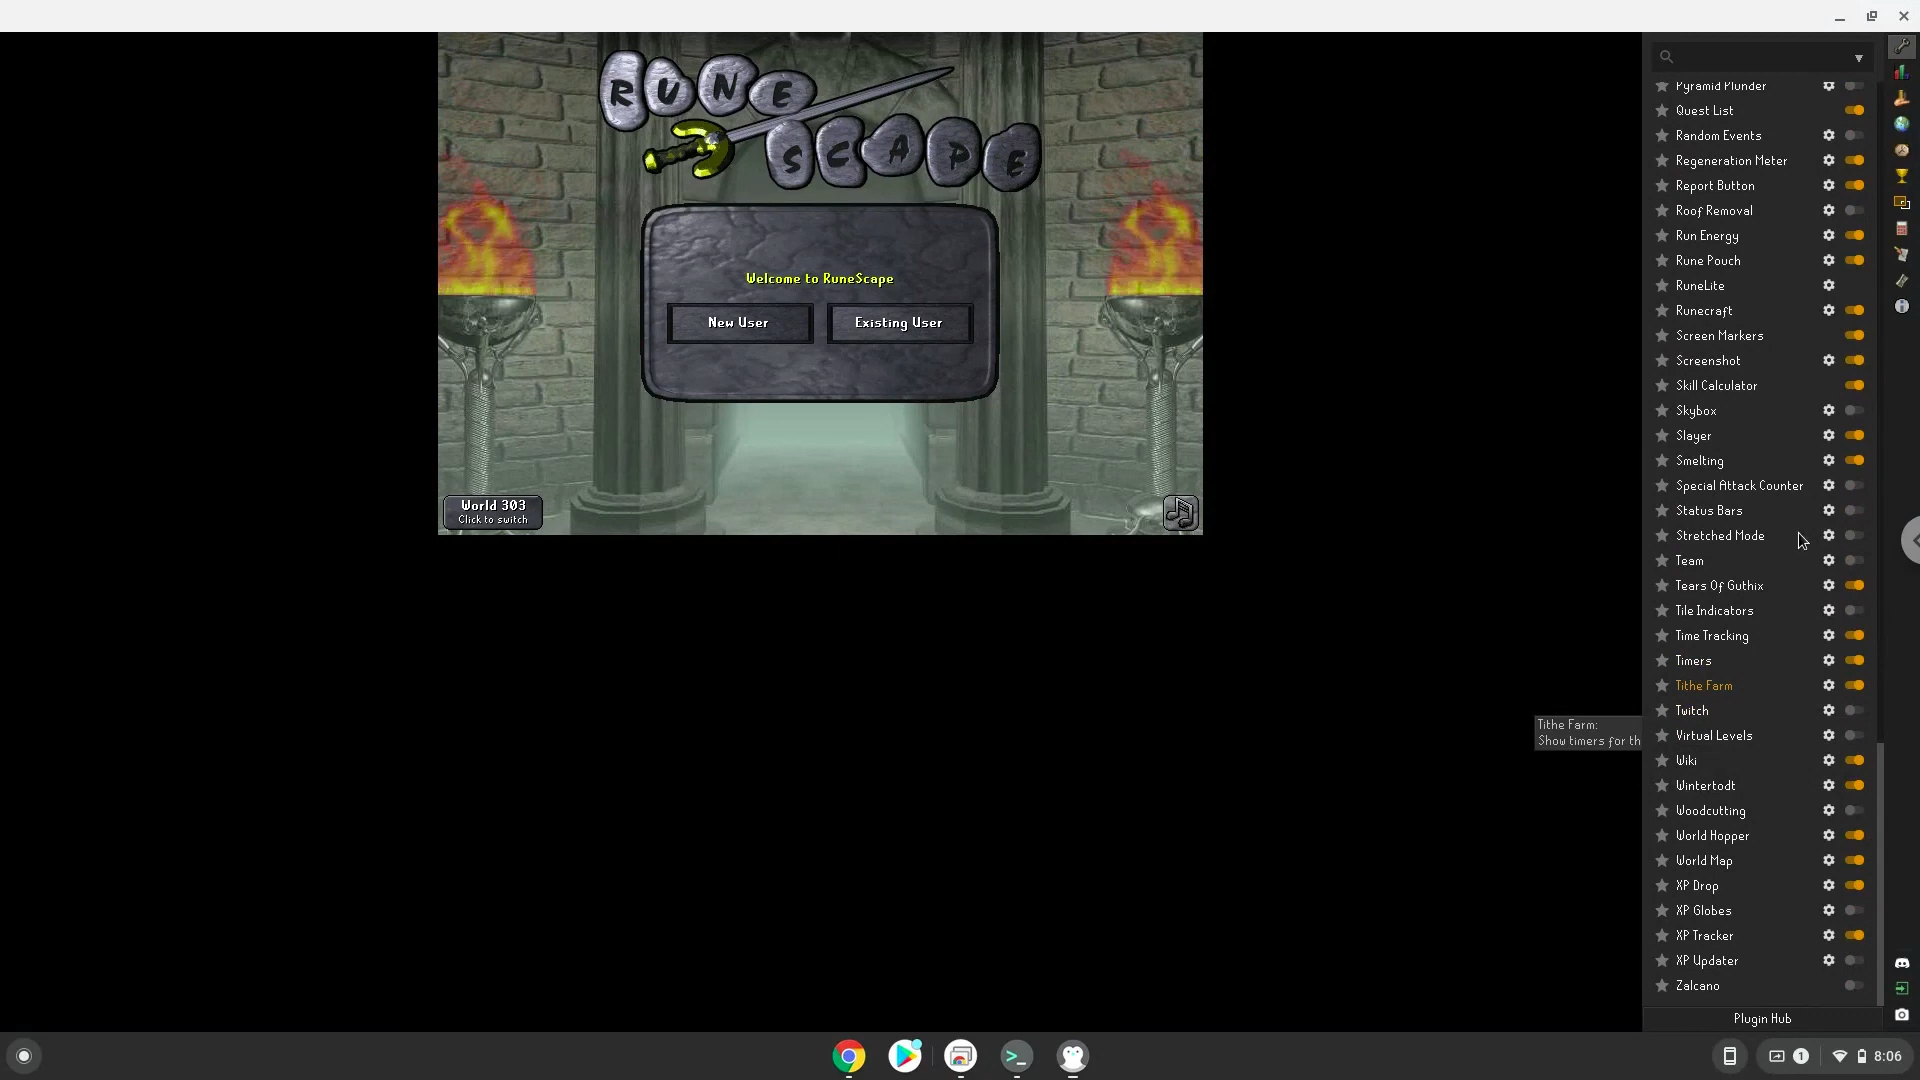 RUNE
SCAPE
Welcome to RuneScape
New User
Existing User
World 303
Click to switch
Pyramid Plunder
Quest List
Random Events
Regeneration Meter
Report Button
Roof Removal
Run Energy
Rune Pouch
RuneLite
Runecraft
Screen Markers
Screenshot
Skill Calculator
Skybox
Slayer
Smelting
Special Attack Counter
Status Bars
Stretched Mode
Team
Tears Of Guthix
Tile Indicators
Time Tracking
Timers
Tithe Farm
Twitch
Virtual Levels
Wiki
Wintertodt
Woodcutting
World Hopper
World Map
XP Drop
XP Globes
XP Tracker
XP Updater
Zalcano
Plugin Hub
Tithe Farm:
Show timers for th
1
8:06